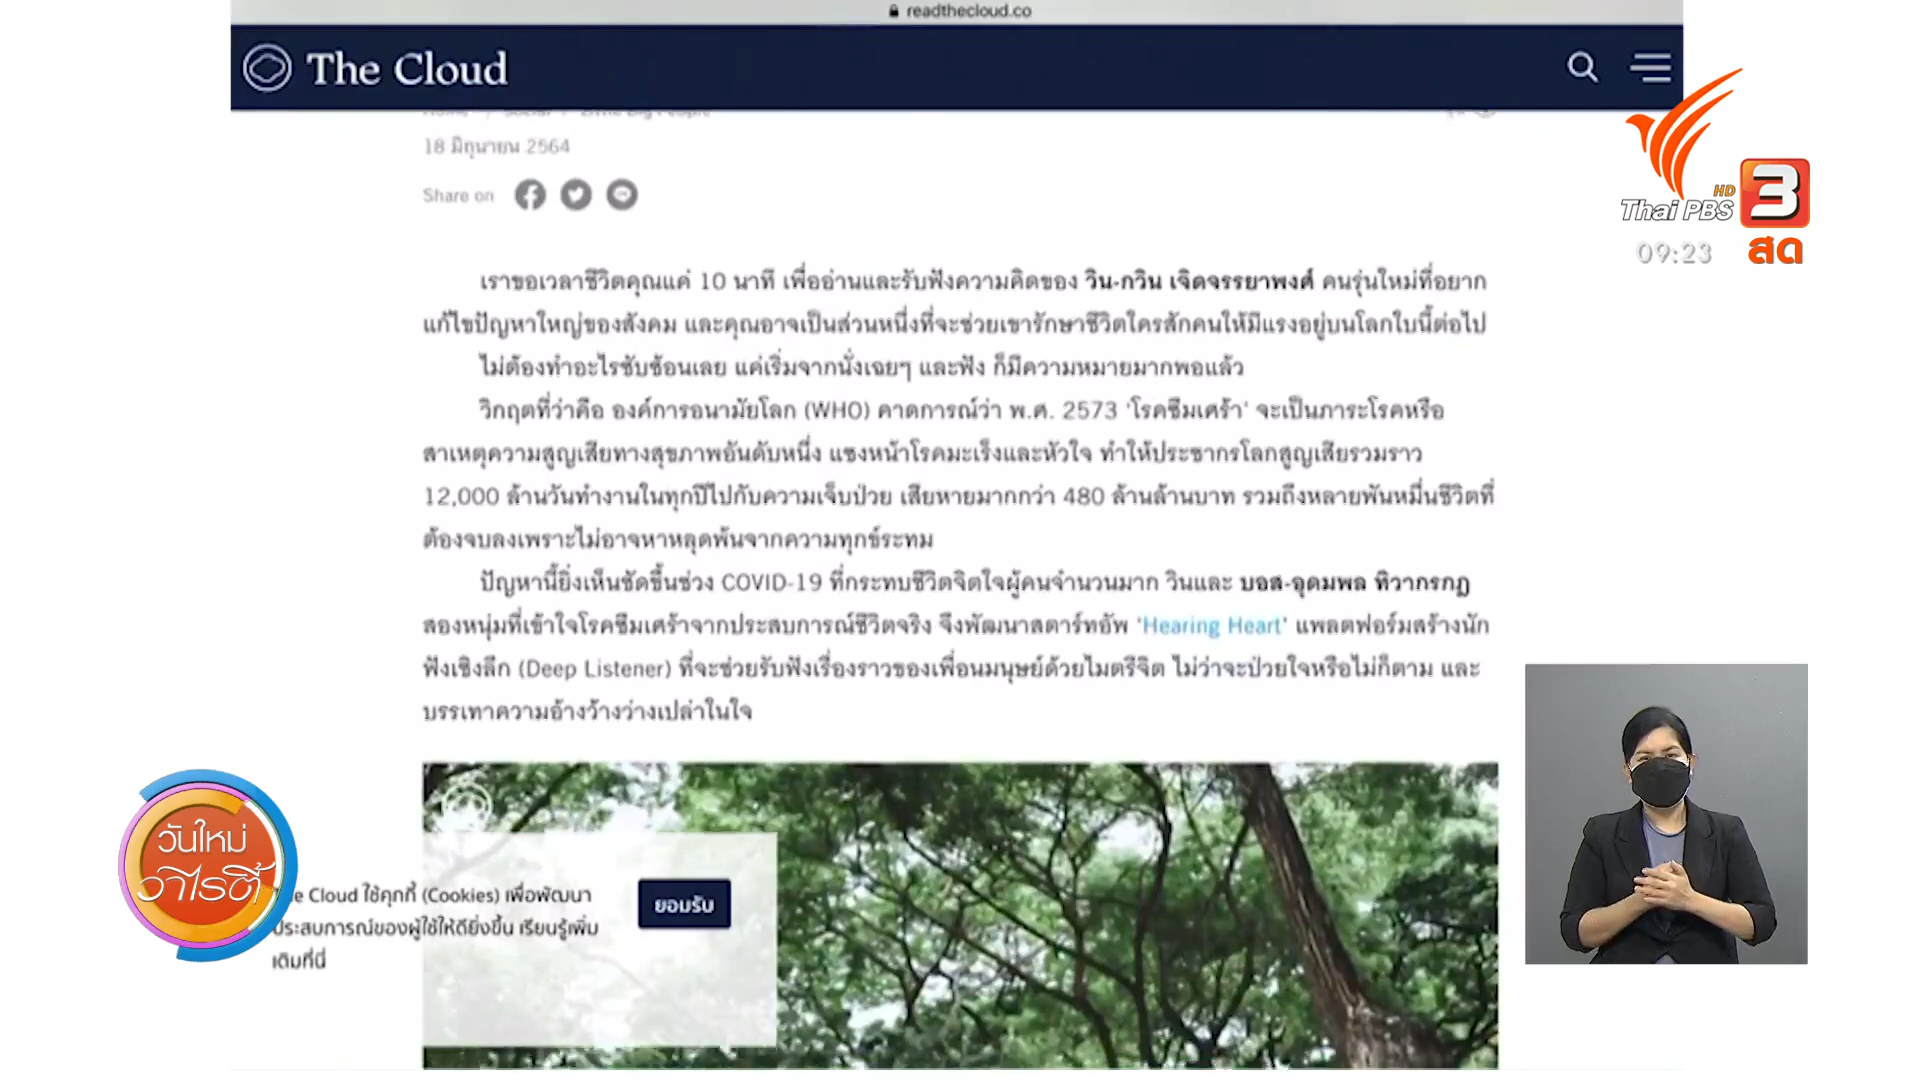 readthecloud.co
The Cloud
18 มิถุนายน 2564
Share on
HD
Thai PBS
3
09:23
สด
เราขอเวลาชีวิตคุณแค่ 10 นาที เพื่ออ่านและรับฟังความคิดของ วิน-กวิน เจิดจรรยาพงศ์ คนรุ่นใหม่ที่อยาก
แก้ไขปัญหาใหญ่ของสังคม และคุณอาจเป็นส่วนหนึ่งที่จะช่วยเขารักษาชีวิตใครสักคนให้มีแรงอยู่บนโลกใบนี้ต่อไป
ไม่ต้องทำอะไรซับซ้อนเลย แค่เริ่มจากนั่งเฉยๆ และฟัง ก็มีความหมายมากพอแล้ว
วิกฤตที่ว่าคือ องค์การอนามัยโลก (WHO) คาดการณ์ว่า พ.ศ. 2573 ‘โรคซึมเศร้า’ จะเป็นภาระโรคหรือ
สาเหตุความสูญเสียทางสุขภาพอันดับหนึ่ง แซงหน้าโรคมะเร็งและหัวใจ ทำให้ประชากรโลกสูญเสียรวมราว
12,000 ล้านวันทำงานในทุกปีไปกับความเจ็บป่วย เสียหายมากกว่า 480 ล้านล้านบาท รวมถึงหลายพันหมื่นชีวิตที่
ต้องจบลงเพราะไม่อาจหาหลุดพ้นจากความทุกข์ระทม
ปัญหานี้ยิ่งเห็นชัดขึ้นช่วง COVID-19 ที่กระทบชีวิตจิตใจผู้คนจำนวนมาก วินและ บอส-อุดมพล ทิวากรกฎ
สองหนุ่มที่เข้าใจโรคซึมเศร้าจากประสบการณ์ชีวิตจริง จึงพัฒนาสตาร์ทอัพ ‘Hearing Heart’ แพลตฟอร์มสร้างนัก
ฟังเชิงลึก (Deep Listener) ที่จะช่วยรับฟังเรื่องราวของเพื่อนมนุษย์ด้วยไมตรีจิต ไม่ว่าจะป่วยใจหรือไม่ก็ตาม และ
บรรเทาความอ้างว้างว่างเปล่าในใจ
วันใหม่
วาไรตี้
e Cloud ใช้คุกกี้ (Cookies) เพื่อพัฒนา
ประสบการณ์ของผู้ใช้ให้ดียิ่งขึ้น เรียนรู้เพิ่ม
เติมที่นี่
ยอมรับ